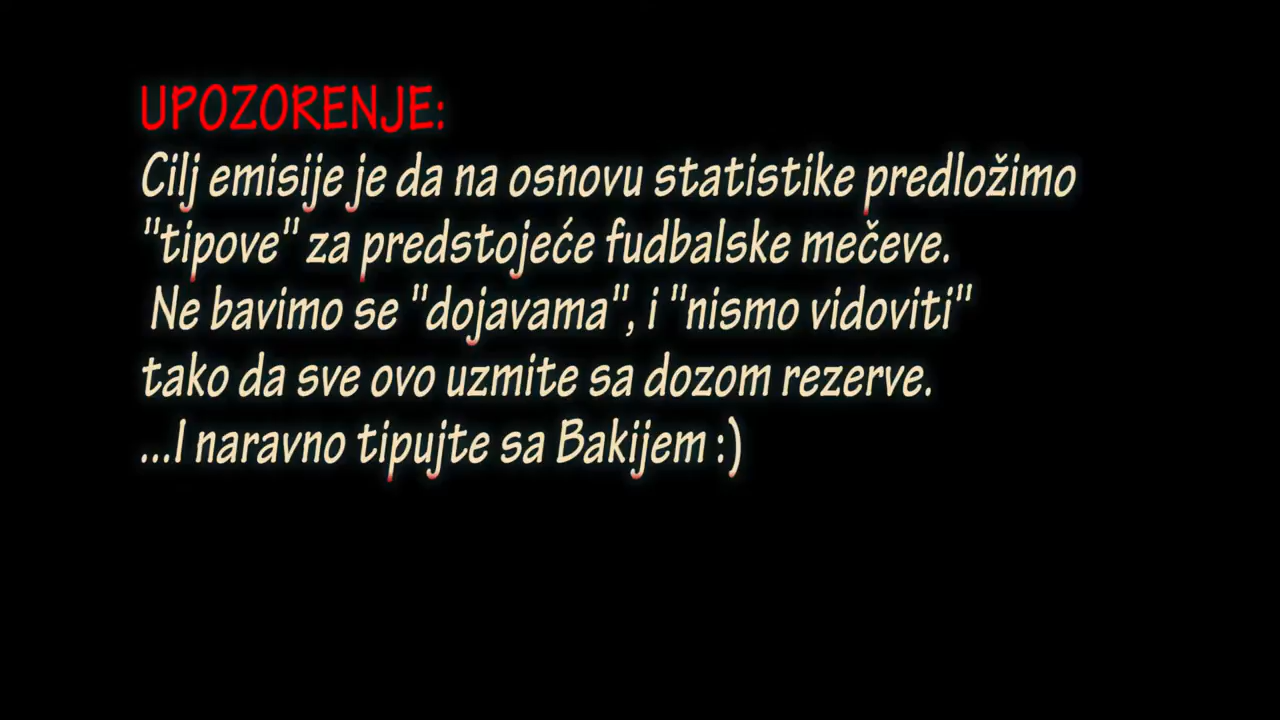 UPOZORENJE:
Cilj emisije je da na osnovu statistike predložimo
"tipove" za predstojeće fudbalske mečeve.
Ne bavimo se "dojavama", i "nismo vidoviti"
tako da sve ovo uzmite sa dozom rezerve.
...I naravno tipujte sa Bakijem :)